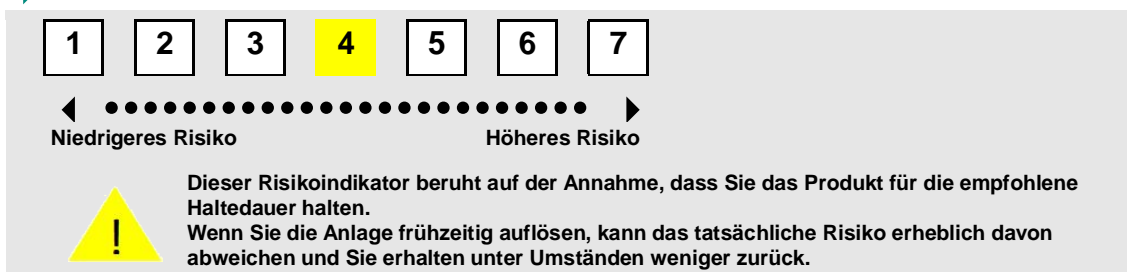 1 2 3 4 5 6 7
Niedrigeres Risiko Höheres Risiko
Dieser Risikoindikator beruht auf der Annahme, dass Sie das Produkt für die empfohlene
Haltedauer halten.
! Wenn Sie die Anlage frühzeitig auflösen, kann das tatsächliche Risiko erheblich davon
abweichen und Sie erhalten unter Umständen weniger zurück.